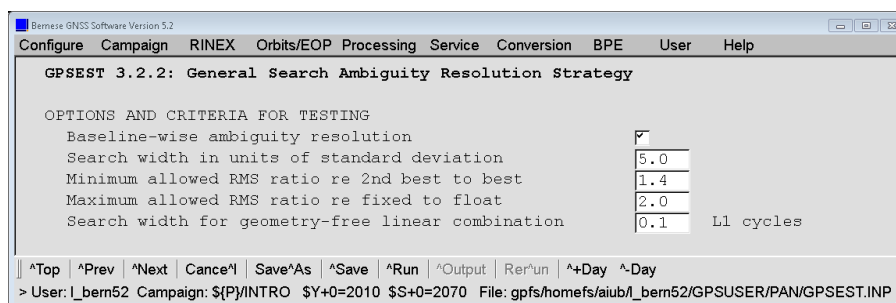 Bernese GNSS Software Version 5.2
Configure Campaign RINEX Orbits/EOP Processing Service Conversion BPE User Help
GPSEST 3.2.2: General Search Ambiguity Resolution Strategy
OPTIONS AND CRITERIA FOR TESTING
Baseline-wise ambiguity resolution
Search width in units of standard deviation 5.0
Minimum allowed RMS ratio re 2nd best to best 1.4
Maximum allowed RMS ratio re fixed to float 2.0
Search width for geometry-free linear combination 0.1 L1 cycles
^Top | ^Prev | ^Next | Cance^l | Save^As | ^Save | ^Run | ^Output | Rer^un | ^+Day ^-Day
> User: l_bern52 Campaign: ${P}/INTRO $Y+0=2010 $S+0=2070 File: gpfs/homefs/aiub/l_bern52/GPSUSER/PAN/GPSEST.INP